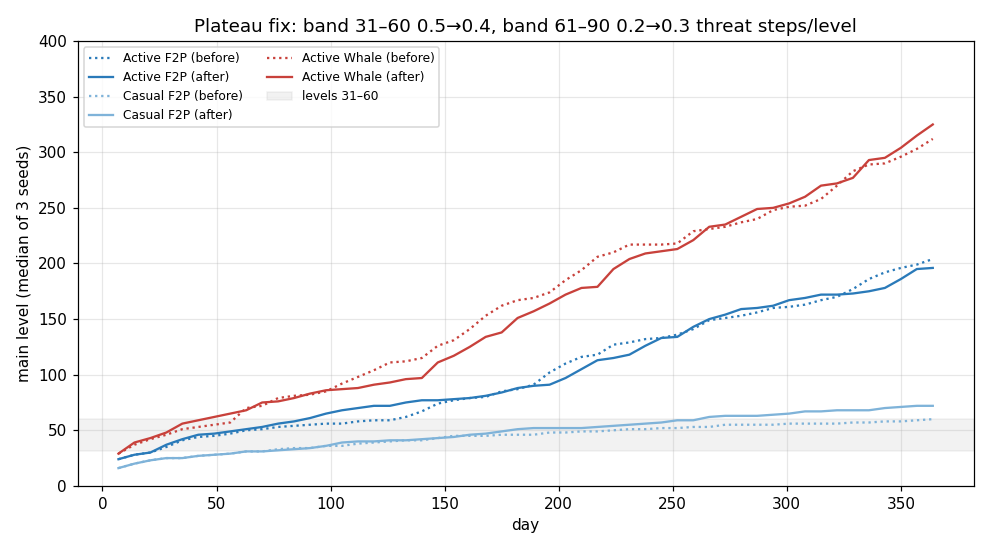 Plateau fix: band 31–60 0.5→0.4, band 61–90 0.2→0.3 threat steps/level
main level (median of 3 seeds)
400
350
300
250
200
150
100
50
0
Active F2P (before)
Active F2P (after)
Casual F2P (before)
Casual F2P (after)
Active Whale (before)
Active Whale (after)
levels 31–60
0 50 100 150 200 250 300 350
day